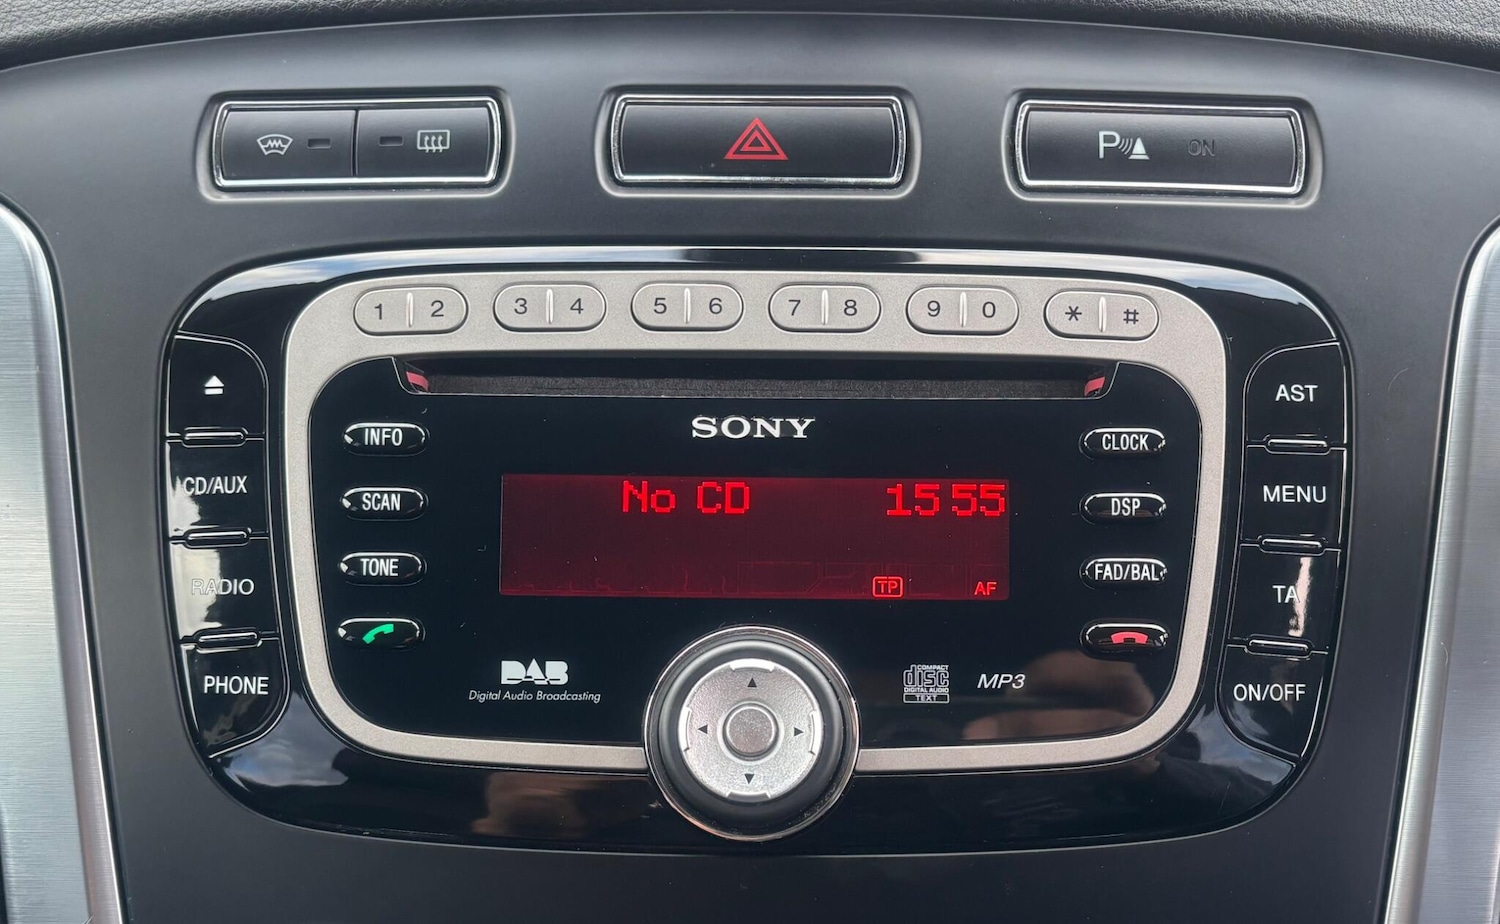 P ON
1 2 3 4 5 6 7 8 9 0 * #
SONY
INFO
SCAN
TONE
CD/AUX
RADIO
PHONE
No CD 15 55
TP AF
CLOCK
DSP
FAD/BAL
AST
MENU
TA
ON/OFF
DAB
Digital Audio Broadcasting
COMPACT
disc
DIGITAL AUDIO
TEXT
MP3